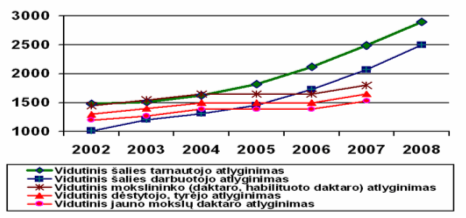 3000
2500
2000
1500
1000
2002 2003 2004 2005 2006 2007 2008
Vidutinis šalies tarnautojo atlyginimas
Vidutinis šalies darbuotojo atlyginimas
Vidutinis mokslininko (daktaro, habilituoto daktaro) atlyginimas
Vidutinis dėstytojo, tyrėjo atlyginimas
Vidutinis jauno mokslų daktaro atlyginimas